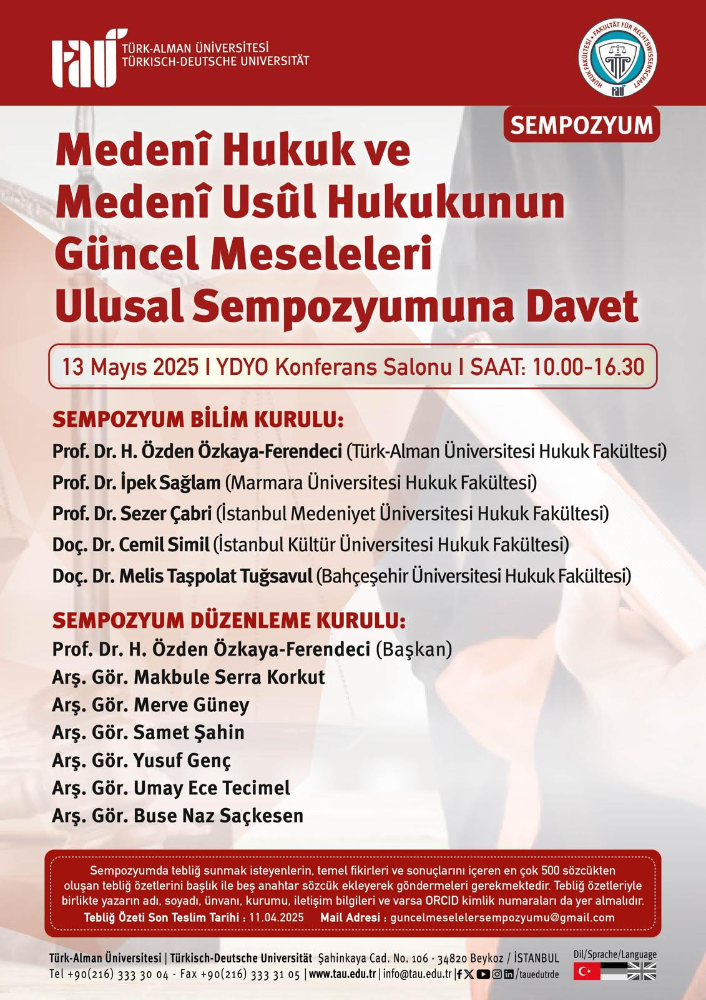 tau TÜRK-ALMAN ÜNİVERSİTESİ
TÜRKISCH-DEUTSCHE UNIVERSITÄT
HUKUK FAKÜLTESİ • FAKULTÄT FÜR RECHTSWISSENSCHAFT
tau
SEMPOZYUM
Medenî Hukuk ve
Medenî Usûl Hukukunun
Güncel Meseleleri
Ulusal Sempozyumuna Davet
13 Mayıs 2025 I YDYO Konferans Salonu I SAAT: 10.00-16.30
SEMPOZYUM BİLİM KURULU:
Prof. Dr. H. Özden Özkaya-Ferendeci (Türk-Alman Üniversitesi Hukuk Fakültesi)
Prof. Dr. İpek Sağlam (Marmara Üniversitesi Hukuk Fakültesi)
Prof. Dr. Sezer Çabri (İstanbul Medeniyet Üniversitesi Hukuk Fakültesi)
Doç. Dr. Cemil Simil (İstanbul Kültür Üniversitesi Hukuk Fakültesi)
Doç. Dr. Melis Taşpolat Tuğsavul (Bahçeşehir Üniversitesi Hukuk Fakültesi)
SEMPOZYUM DÜZENLEME KURULU:
Prof. Dr. H. Özden Özkaya-Ferendeci (Başkan)
Arş. Gör. Makbule Serra Korkut
Arş. Gör. Merve Güney
Arş. Gör. Samet Şahin
Arş. Gör. Yusuf Genç
Arş. Gör. Umay Ece Tecimel
Arş. Gör. Buse Naz Saçkesen
Sempozyumda tebliğ sunmak isteyenlerin, temel fikirleri ve sonuçlarını içeren en çok 500 sözcükten
oluşan tebliğ özetlerini başlık ile beş anahtar sözcük ekleyerek göndermeleri gerekmektedir. Tebliğ özetleriyle
birlikte yazarın adı, soyadı, ünvanı, kurumu, iletişim bilgileri ve varsa ORCID kimlik numaraları da yer almalıdır.
Tebliğ Özeti Son Teslim Tarihi : 11.04.2025 Mail Adresi : guncelmeselelersempozyumu@gmail.com
Türk-Alman Üniversitesi | Türkisch-Deutsche Universität Şahinkaya Cad. No. 106 - 34820 Beykoz / İSTANBUL
Tel +90(216) 333 30 04 - Fax +90(216) 333 31 05 | www.tau.edu.tr | info@tau.edu.tr | /tauedutrde
Dil/Sprache/Language